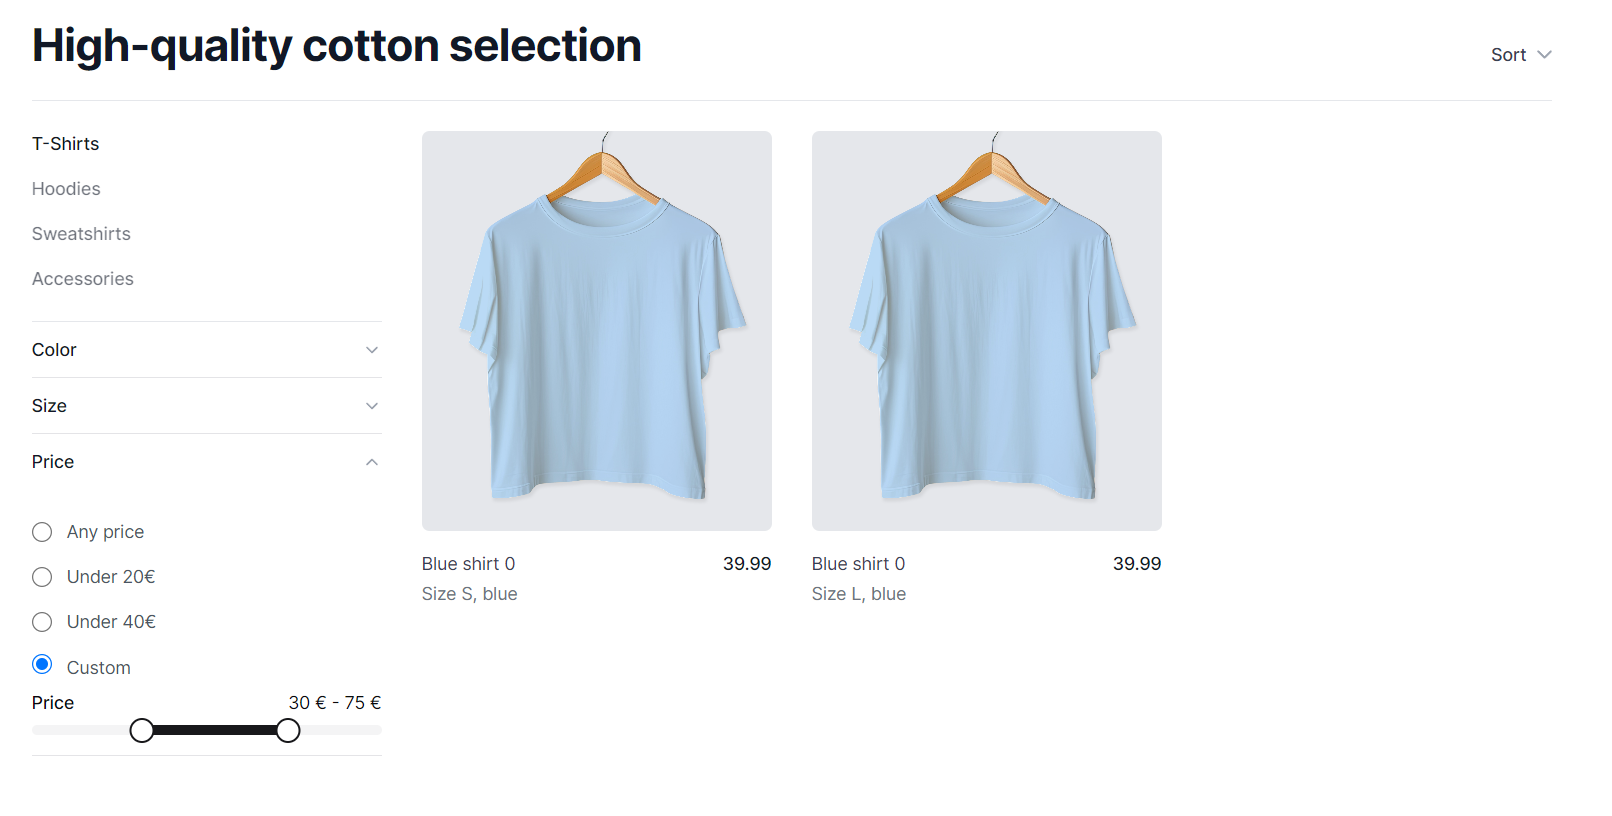 High-quality cotton selection
Sort
T-Shirts
Hoodies
Sweatshirts
Accessories
Color
Size
Price
Any price
Under 20€
Under 40€
Custom
Price 30 € - 75 €
Blue shirt 0 39.99
Size S, blue
Blue shirt 0 39.99
Size L, blue